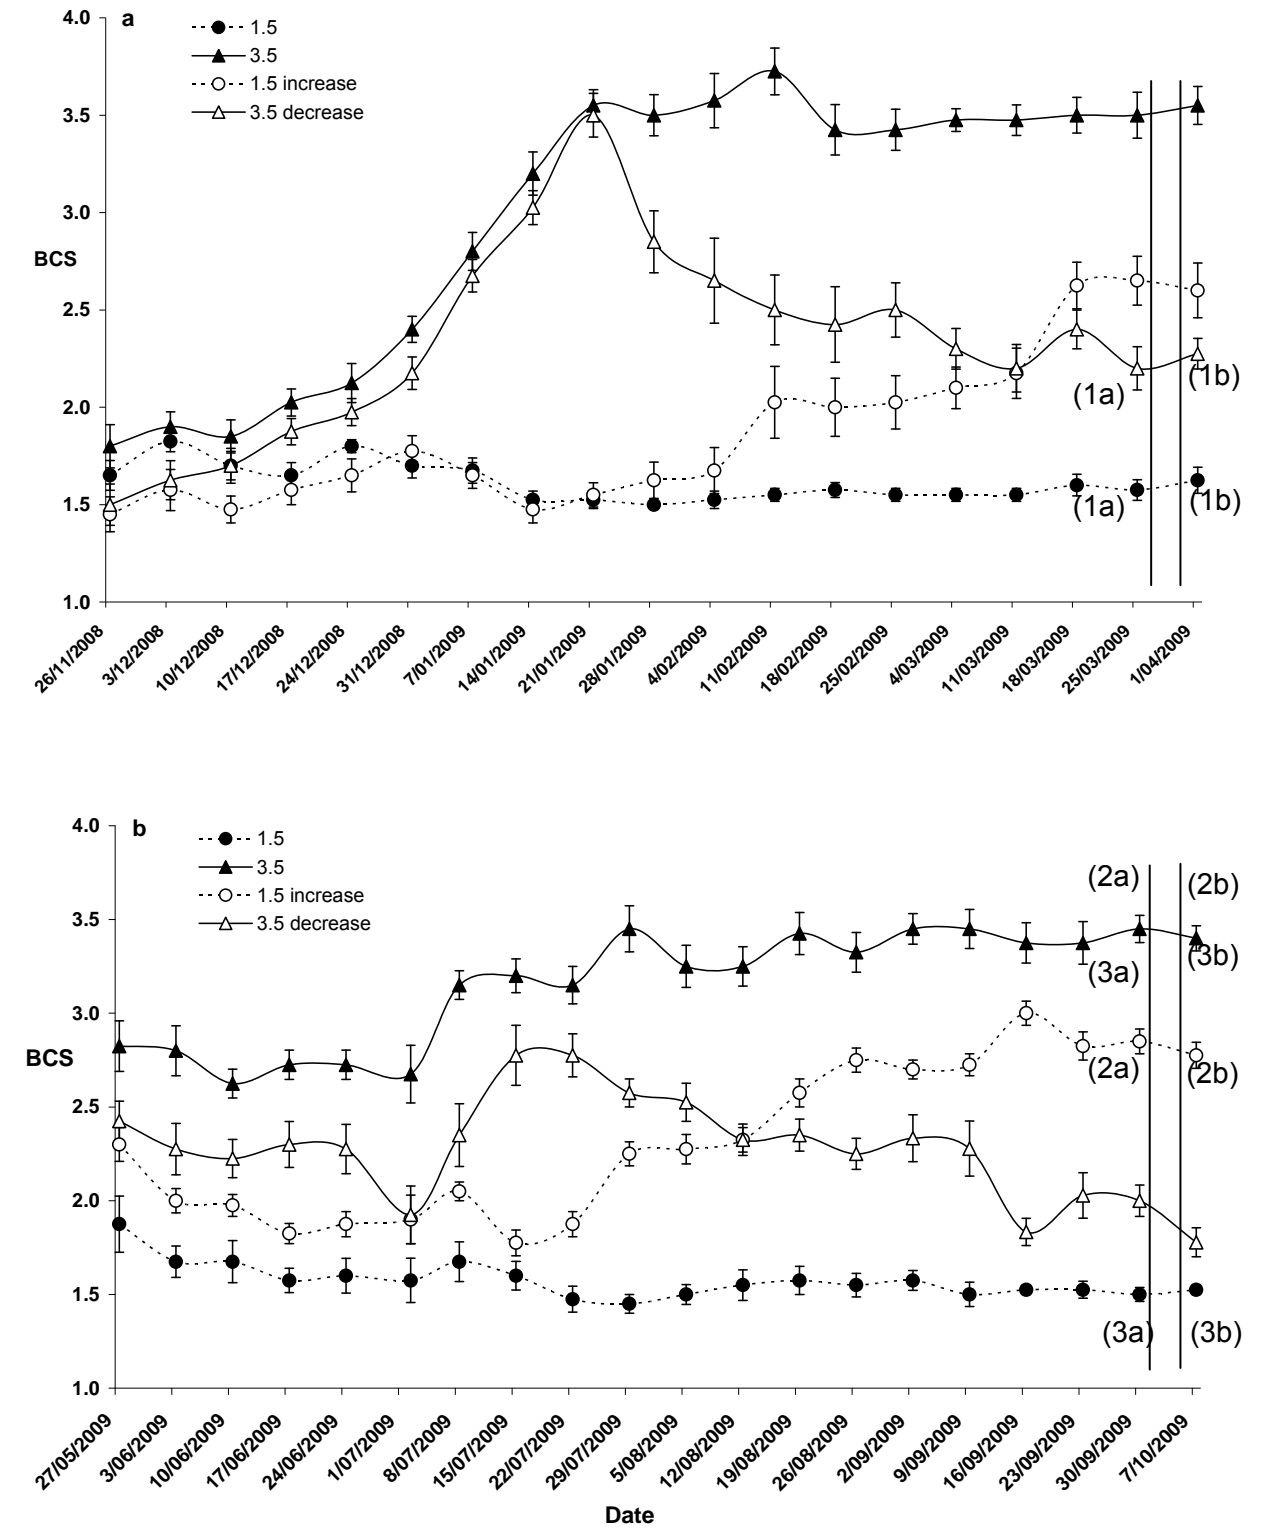 4.0
a
1.5
3.5
1.5 increase
3.5 decrease
3.5
3.0
BCS
2.5
(1b)
(1a)
2.0
1.5
(1a)
(1b)
1.0
26/11/2008
3/12/2008
10/12/2008
17/12/2008
24/12/2008
31/12/2008
7/01/2009
14/01/2009
21/01/2009
28/01/2009
4/02/2009
11/02/2009
18/02/2009
25/02/2009
4/03/2009
11/03/2009
18/03/2009
25/03/2009
1/04/2009
4.0
b
1.5
3.5
1.5 increase
3.5 decrease
(2a)
(2b)
3.5
(3b)
(3a)
3.0
BCS
(2a)
(2b)
2.5
2.0
1.5
(3a)
(3b)
1.0
27/05/2009
3/06/2009
10/06/2009
17/06/2009
24/06/2009
1/07/2009
8/07/2009
15/07/2009
22/07/2009
29/07/2009
5/08/2009
12/08/2009
19/08/2009
26/08/2009
2/09/2009
9/09/2009
16/09/2009
23/09/2009
30/09/2009
7/10/2009
Date